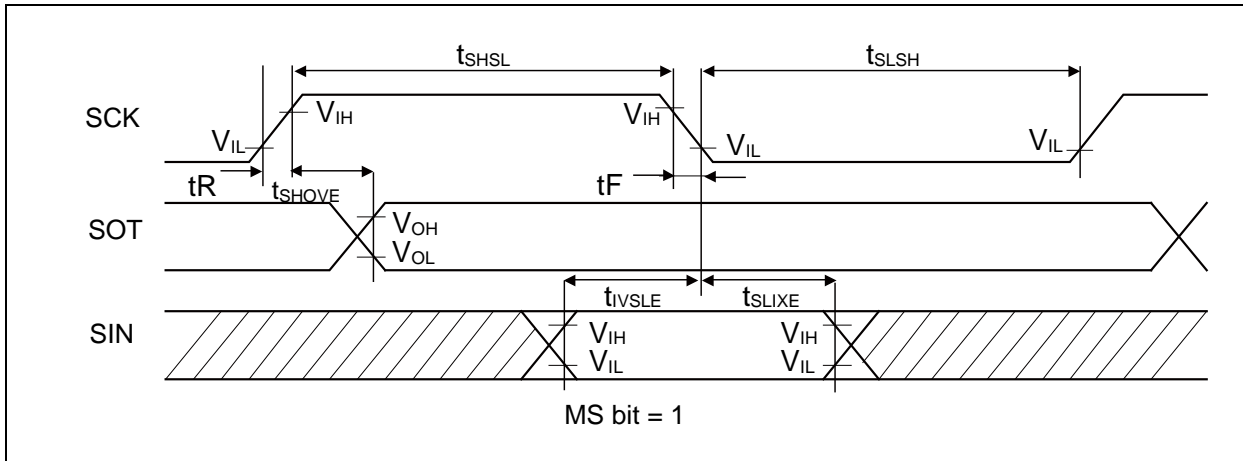 tSHSL
tSLSH
SCK
VIH
VIH
VIL
VIL
VIL
tR
tSHOVE
tF
SOT
VOH
VOL
tIVSLE
tSLIXE
SIN
VIH
VIH
VIL
VIL
MS bit = 1